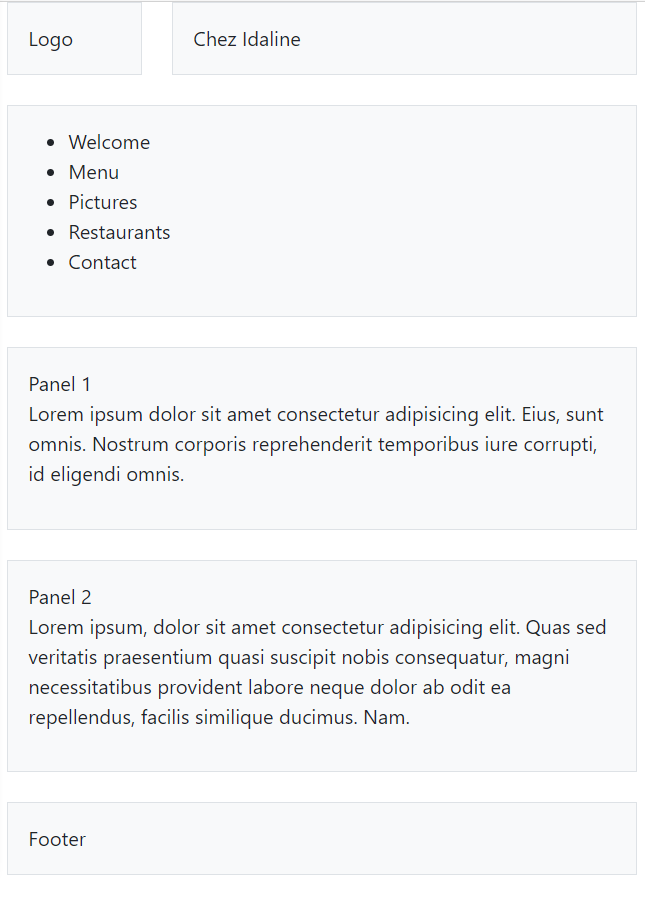 Logo
Chez Idaline
Welcome
Menu
Pictures
Restaurants
Contact
Panel 1
Lorem ipsum dolor sit amet consectetur adipisicing elit. Eius, sunt
omnis. Nostrum corporis reprehenderit temporibus iure corrupti,
id eligendi omnis.
Panel 2
Lorem ipsum, dolor sit amet consectetur adipisicing elit. Quas sed
veritatis praesentium quasi suscipit nobis consequatur, magni
necessitatibus provident labore neque dolor ab odit ea
repellendus, facilis similique ducimus. Nam.
Footer